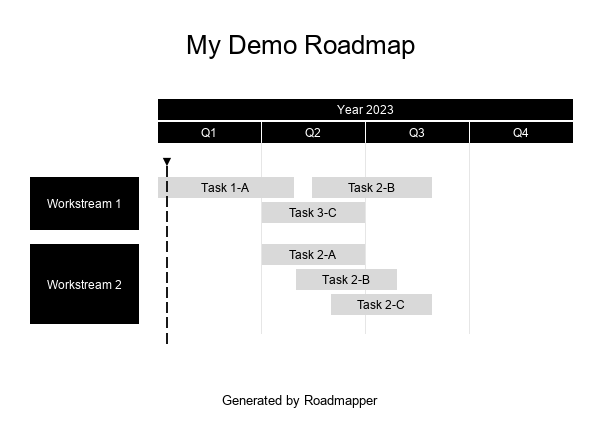 My Demo Roadmap
Year 2023
Q1 Q2 Q3 Q4
Workstream 1
Task 1-A Task 2-B
Task 3-C
Workstream 2
Task 2-A
Task 2-B
Task 2-C
Generated by Roadmapper